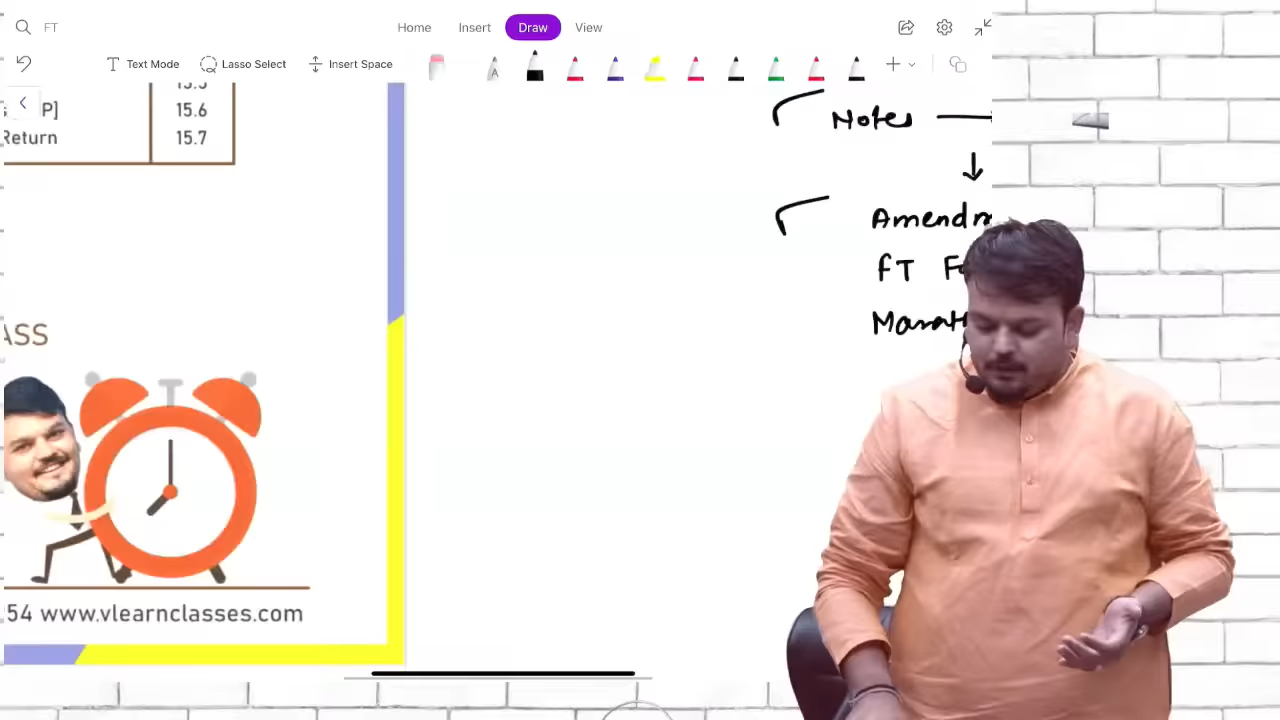 FT
Home Insert Draw View
Text Mode Lasso Select Insert Space
A
P] 15.6
Return 15.7
Notes
fT
ASS
54 www.vlearnclasses.com